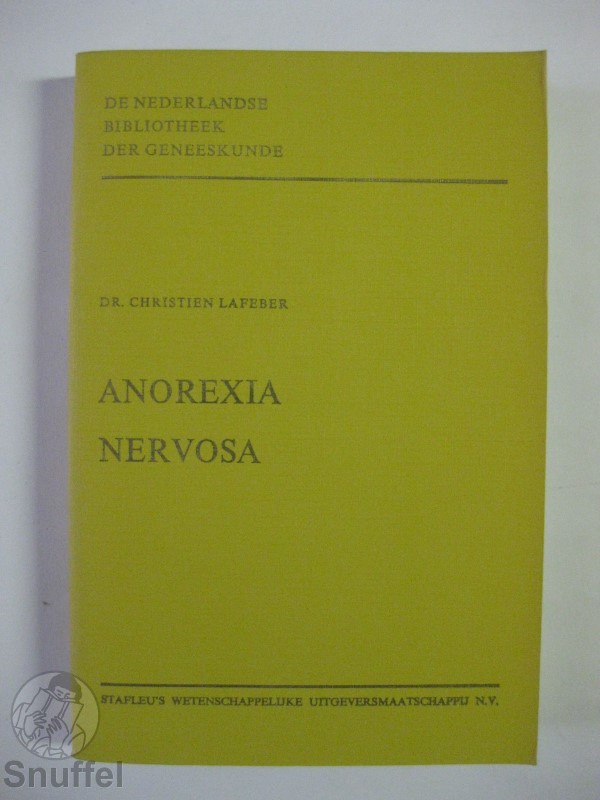 DE NEDERLANDSE
BIBLIOTHEEK
DER GENEESKUNDE
DR. CHRISTIEN LAFEBER
ANOREXIA
NERVOSA
STAFLEU'S WETENSCHAPPELIJKE UITGEVERSMAATSCHAPPIJ N.V.
Snuffel